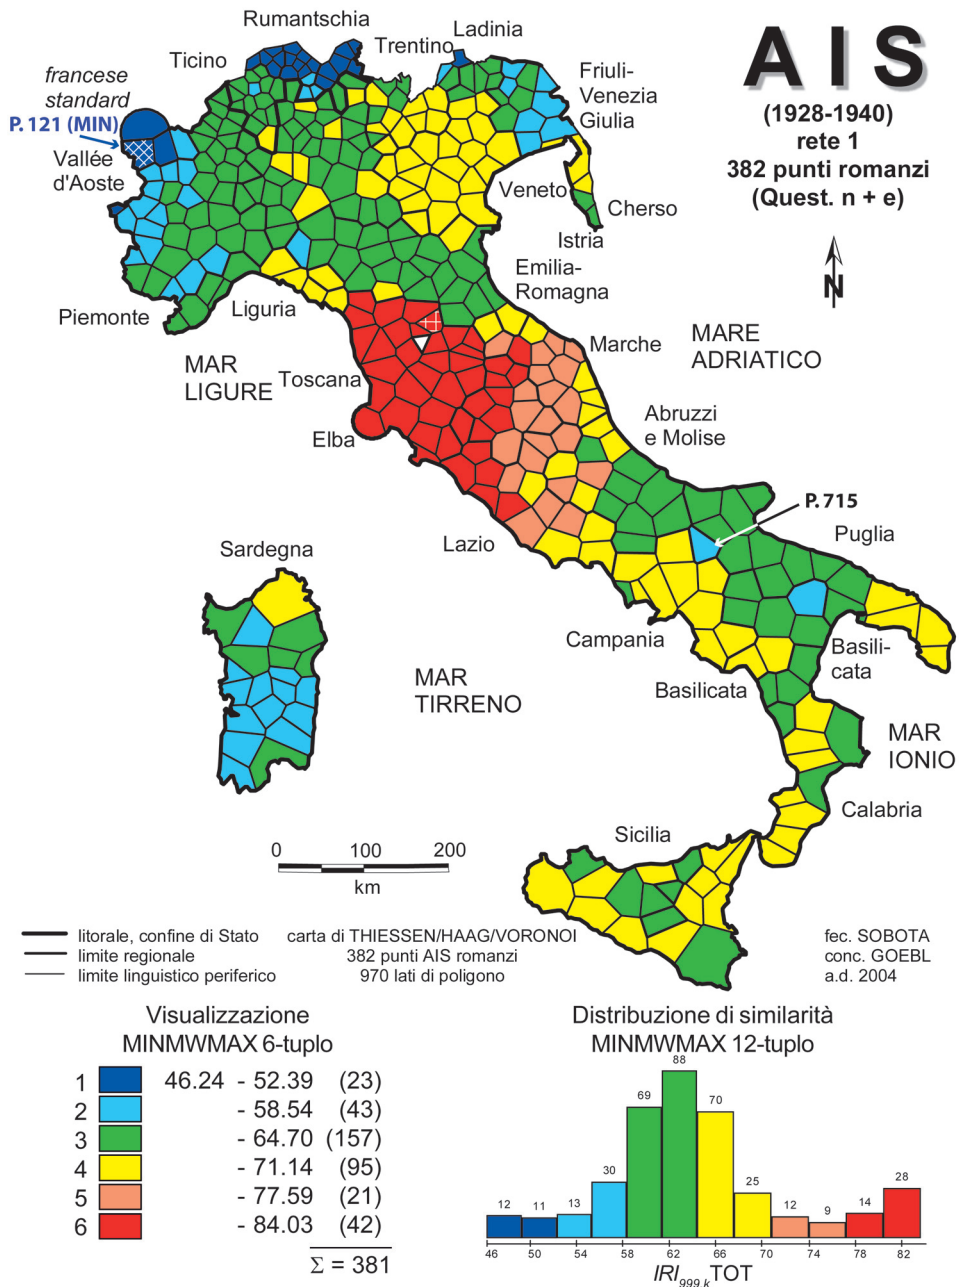 Rumantschia
Ladinia
Trentino
Ticino
AIS
(1928-1940)
rete 1
382 punti romanzi
(Quest. n + e)
francese
standard
P. 121 (MIN)
Vallée
d'Aoste
Friuli-
Venezia
Giulia
Veneto
Cherso
Istria
N
Emilia-
Romagna
Piemonte
Liguria
MAR
LIGURE
Toscana
Marche
MARE
ADRIATICO
Elba
Abruzzi
e Molise
P. 715
Puglia
Lazio
Sardegna
Campania
Basili-
cata
Basilicata
MAR
TIRRENO
MAR
IONIO
Calabria
Sicilia
0 100 200
km
litorale, confine di Stato
limite regionale
limite linguistico periferico
carta di THIESSEN/HAAG/VORONOI
382 punti AIS romanzi
970 lati di poligono
fec. SOBOTA
conc. GOEBL
a.d. 2004
Visualizzazione
MINMWMAX 6-tuplo
1 46.24 - 52.39 (23)
2 - 58.54 (43)
3 - 64.70 (157)
4 - 71.14 (95)
5 - 77.59 (21)
6 - 84.03 (42)
Σ = 381
Distribuzione di similarità
MINMWMAX 12-tuplo
12 11 13 30 69 88 70 25 12 9 14 28
46 50 54 58 62 66 70 74 78 82
IRI999,kTOT